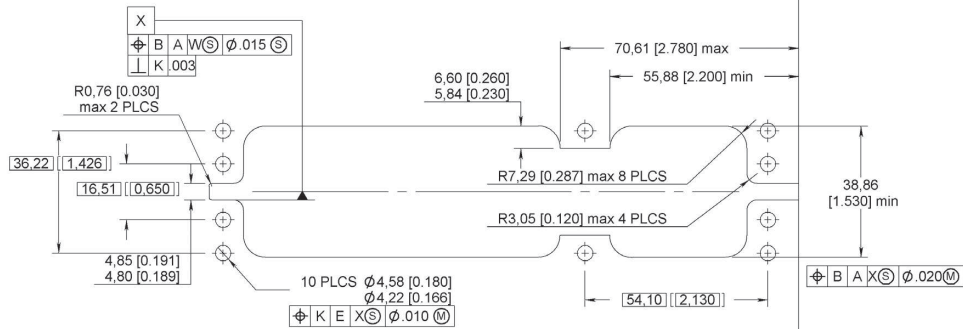 X
⌖ B A WⓈ Ø.015 Ⓢ
⊥ K .003
R0,76 [0.030]
max 2 PLCS
70,61 [2.780] max
55,88 [2.200] min
6,60 [0.260]
5,84 [0.230]
36,22 [1,426]
16,51 [0,650]
R7,29 [0.287] max 8 PLCS
R3,05 [0.120] max 4 PLCS
38,86
[1.530] min
4,85 [0.191]
4,80 [0.189]
10 PLCS Ø4,58 [0.180]
Ø4,22 [0.166]
⌖ K E XⓈ Ø.010 Ⓜ
54,10 [2,130]
⌖ B A XⓈ Ø.020Ⓜ